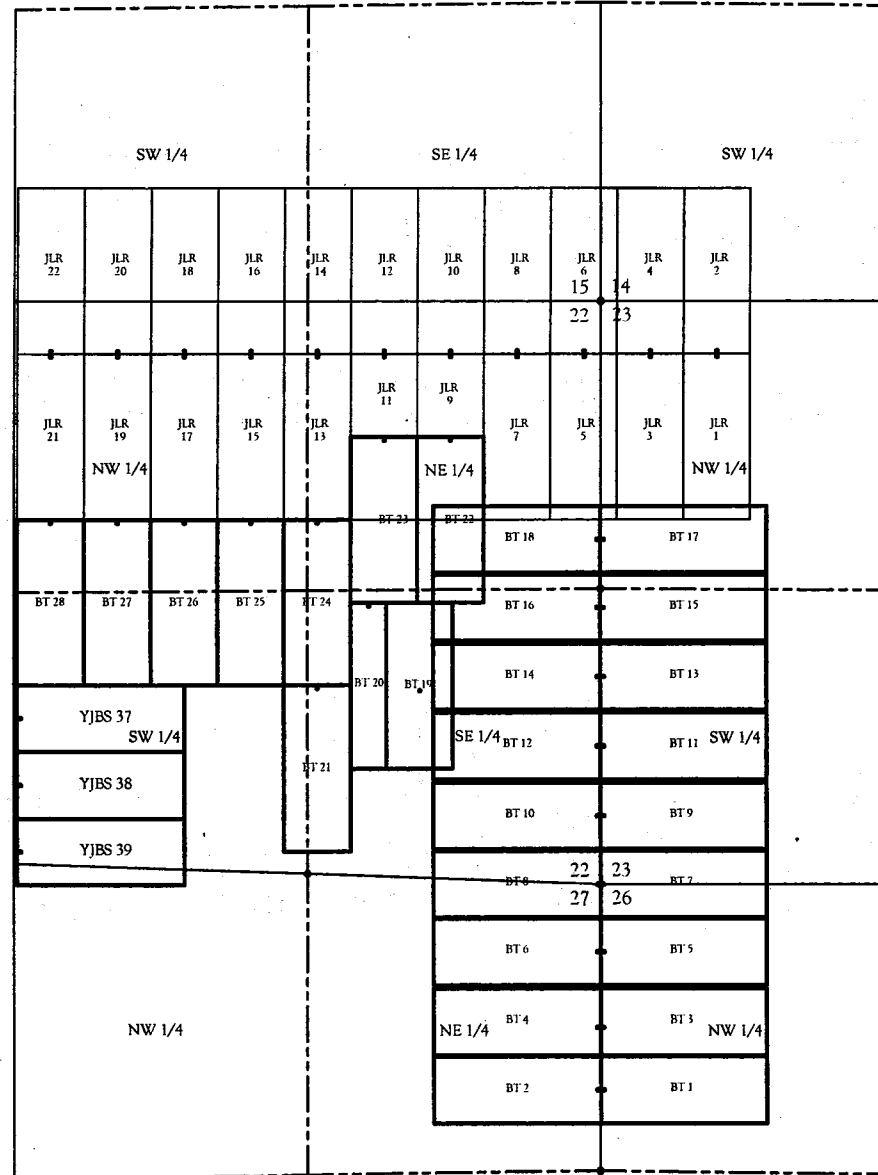 SW 1/4 SE 1/4 SW 1/4
JLR 22 JLR 20 JLR 18 JLR 16 JLR 14 JLR 12 JLR 10 JLR 8 JLR 6 JLR 4 JLR 2
15 14
22 23
JLR 21 JLR 19 JLR 17 JLR 15 JLR 13 JLR 11 JLR 9 JLR 7 JLR 5 JLR 3 JLR 1
NW 1/4 NE 1/4 NW 1/4
BT 23 BT 22 BT 18 BT 17
BT 28 BT 27 BT 26 BT 25 BT 24 BT 16 BT 15
BT 20 BT 19 BT 14 BT 13
YJBS 37
SW 1/4 SE 1/4 BT 12 BT 11 SW 1/4
BT 21
YJBS 38
BT 10 BT 9
YJBS 39
22 23
BT 8 BT 7
27 26
BT 6 BT 5
NW 1/4 BT 4 NE 1/4 BT 3 NW 1/4
BT 2 BT 1